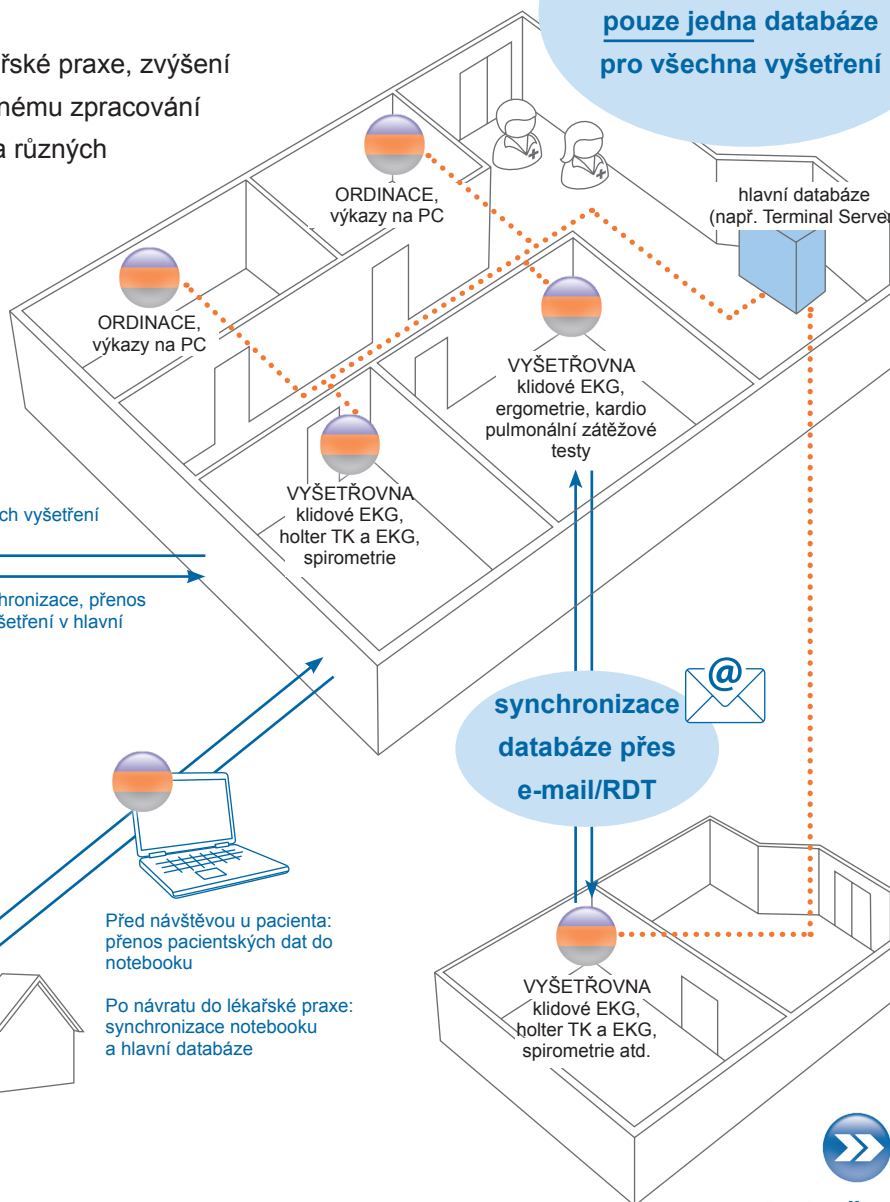 pouze jedna databáze
pro všechna vyšetření
řské praxe, zvýšení
nému zpracování
a různých
ORDINACE,
výkazy na PC
hlavní databáze
(např. Terminal Server
ORDINACE,
výkazy na PC
VYŠETŘOVNA
klidové EKG,
ergometrie, kardio
pulmonální zátěžové
testy
VYŠETŘOVNA
klidové EKG,
holter TK a EKG,
spirometrie
ch vyšetření
hronizace, přenos
šetření v hlavní
synchronizace
databáze přes
e-mail/RDT
@
Před návštěvou u pacienta:
přenos pacientských dat do
notebooku
Po návratu do lékařské praxe:
synchronizace notebooku
a hlavní databáze
VYŠETŘOVNA
klidové EKG,
holter TK a EKG,
spirometrie atd.